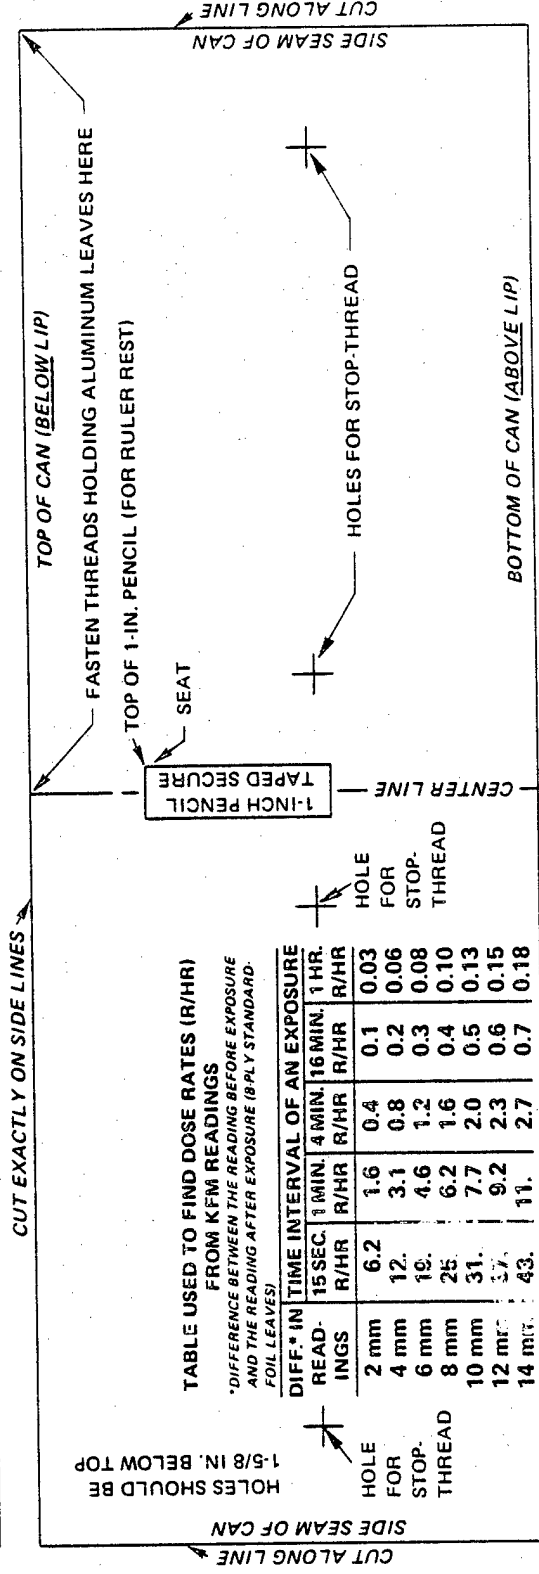 CUT EXACTLY ON SIDE LINES
CUT ALONG LINE
SIDE SEAM OF CAN
HOLES SHOULD BE
1-5/8 IN. BELOW TOP
HOLE
FOR
STOP-
THREAD
TABLE USED TO FIND DOSE RATES (R/HR)
FROM KFM READINGS
*DIFFERENCE BETWEEN THE READING BEFORE EXPOSURE
AND THE READING AFTER EXPOSURE (8-PLY STANDARD-
FOIL LEAVES)
DIFF.* IN TIME INTERVAL OF AN EXPOSURE
READ- 15 SEC. 1 MIN. 4 MIN. 16 MIN. 1 HR.
INGS R/HR R/HR R/HR R/HR R/HR
2 mm 6.2 1.6 0.4 0.1 0.03
4 mm 12. 3.1 0.8 0.2 0.06
6 mm 19. 4.6 1.2 0.3 0.08
8 mm 25. 6.2 1.6 0.4 0.10
10 mm 31. 7.7 2.0 0.5 0.13
12 mm 37. 9.2 2.3 0.6 0.15
14 mm 43. 11. 2.7 0.7 0.18
HOLE
FOR
STOP-
THREAD
1-INCH PENCIL
TAPED SECURE
CENTER LINE
SEAT
TOP OF 1-IN. PENCIL (FOR RULER REST)
FASTEN THREADS HOLDING ALUMINUM LEAVES HERE
TOP OF CAN (BELOW LIP)
HOLES FOR STOP-THREAD
BOTTOM OF CAN (ABOVE LIP)
SIDE SEAM OF CAN
CUT ALONG LINE